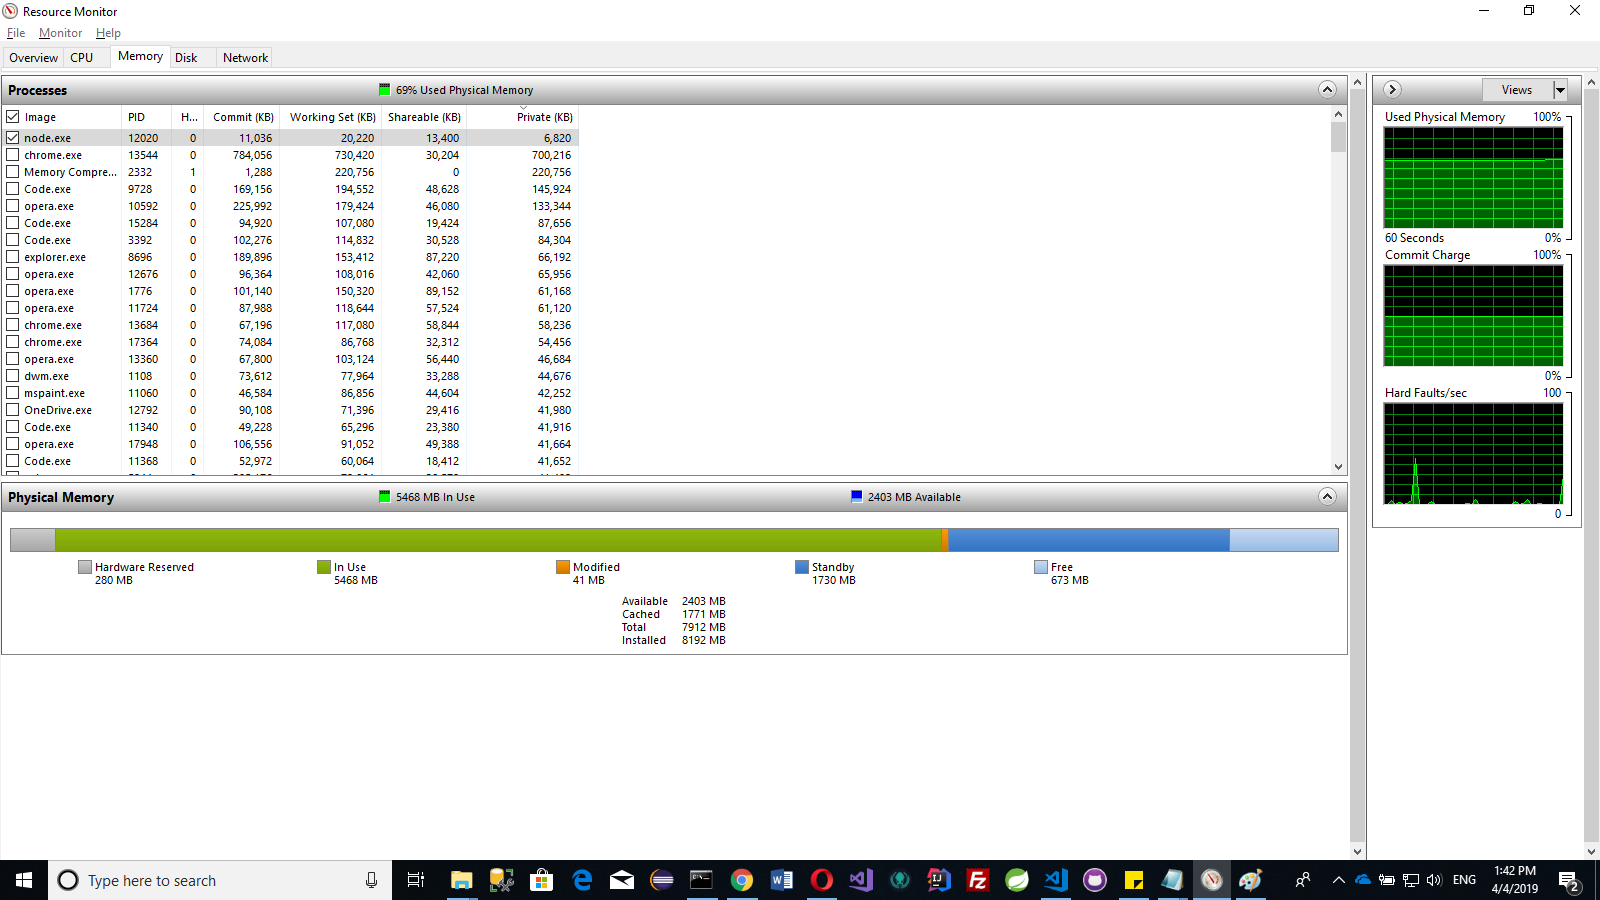 Resource Monitor
File Monitor Help
Overview CPU Memory Disk Network
Processes 69% Used Physical Memory
Image PID H... Commit (KB) Working Set (KB) Shareable (KB) Private (KB)
node.exe 12020 0 11,036 20,220 13,400 6,820
chrome.exe 13544 0 784,056 730,420 30,204 700,216
Memory Compre... 2332 1 1,288 220,756 0 220,756
Code.exe 9728 0 169,156 194,552 48,628 145,924
opera.exe 10592 0 225,992 179,424 46,080 133,344
Code.exe 15284 0 94,920 107,080 19,424 87,656
Code.exe 3392 0 102,276 114,832 30,528 84,304
explorer.exe 8696 0 189,896 153,412 87,220 66,192
opera.exe 12676 0 96,364 108,016 42,060 65,956
opera.exe 1776 0 101,140 150,320 89,152 61,168
opera.exe 11724 0 87,988 118,644 57,524 61,120
chrome.exe 13684 0 67,196 117,080 58,844 58,236
chrome.exe 17364 0 74,084 86,768 32,312 54,456
opera.exe 13360 0 67,800 103,124 56,440 46,684
dwm.exe 1108 0 73,612 77,964 33,288 44,676
mspaint.exe 11060 0 46,584 86,856 44,604 42,252
OneDrive.exe 12792 0 90,108 71,396 29,416 41,980
Code.exe 11340 0 49,228 65,296 23,380 41,916
opera.exe 17948 0 106,556 91,052 49,388 41,664
Code.exe 11368 0 52,972 60,064 18,412 41,652
Physical Memory 5468 MB In Use 2403 MB Available
Hardware Reserved In Use Modified Standby Free
280 MB 5468 MB 41 MB 1730 MB 673 MB
Available 2403 MB
Cached 1771 MB
Total 7912 MB
Installed 8192 MB
Views
Used Physical Memory 100%
60 Seconds 0%
Commit Charge 100%
0%
Hard Faults/sec 100
0
Type here to search
ENG
1:42 PM
4/4/2019
2